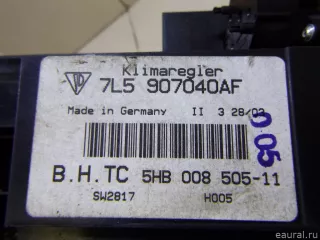 Klimaregler
7L5 907040AF
Made in Germany II 3 28/02
005
B.H.TC 5HB 008 505-11
SW2817 H005
© eaural.ru